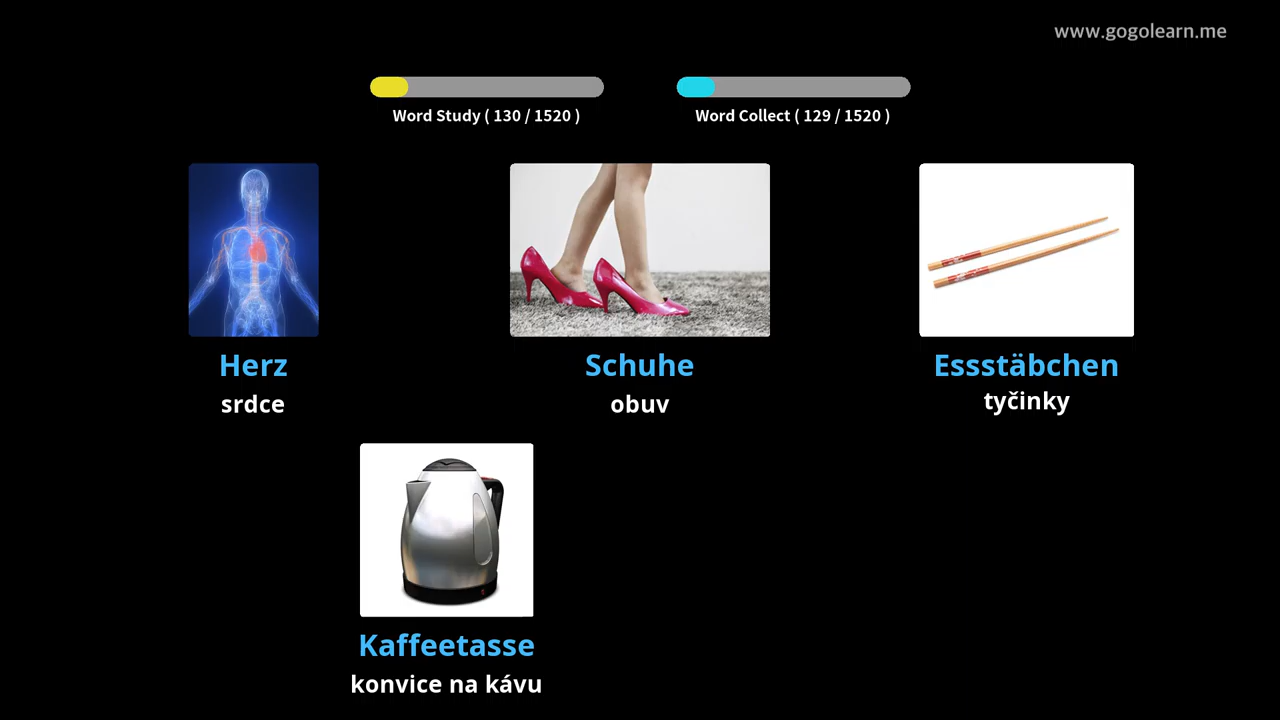 www.gogolearn.me
Word Study ( 130 / 1520 )
Word Collect ( 129 / 1520 )
Herz
srdce
Schuhe
obuv
Essstäbchen
tyčinky
Kaffeetasse
konvice na kávu